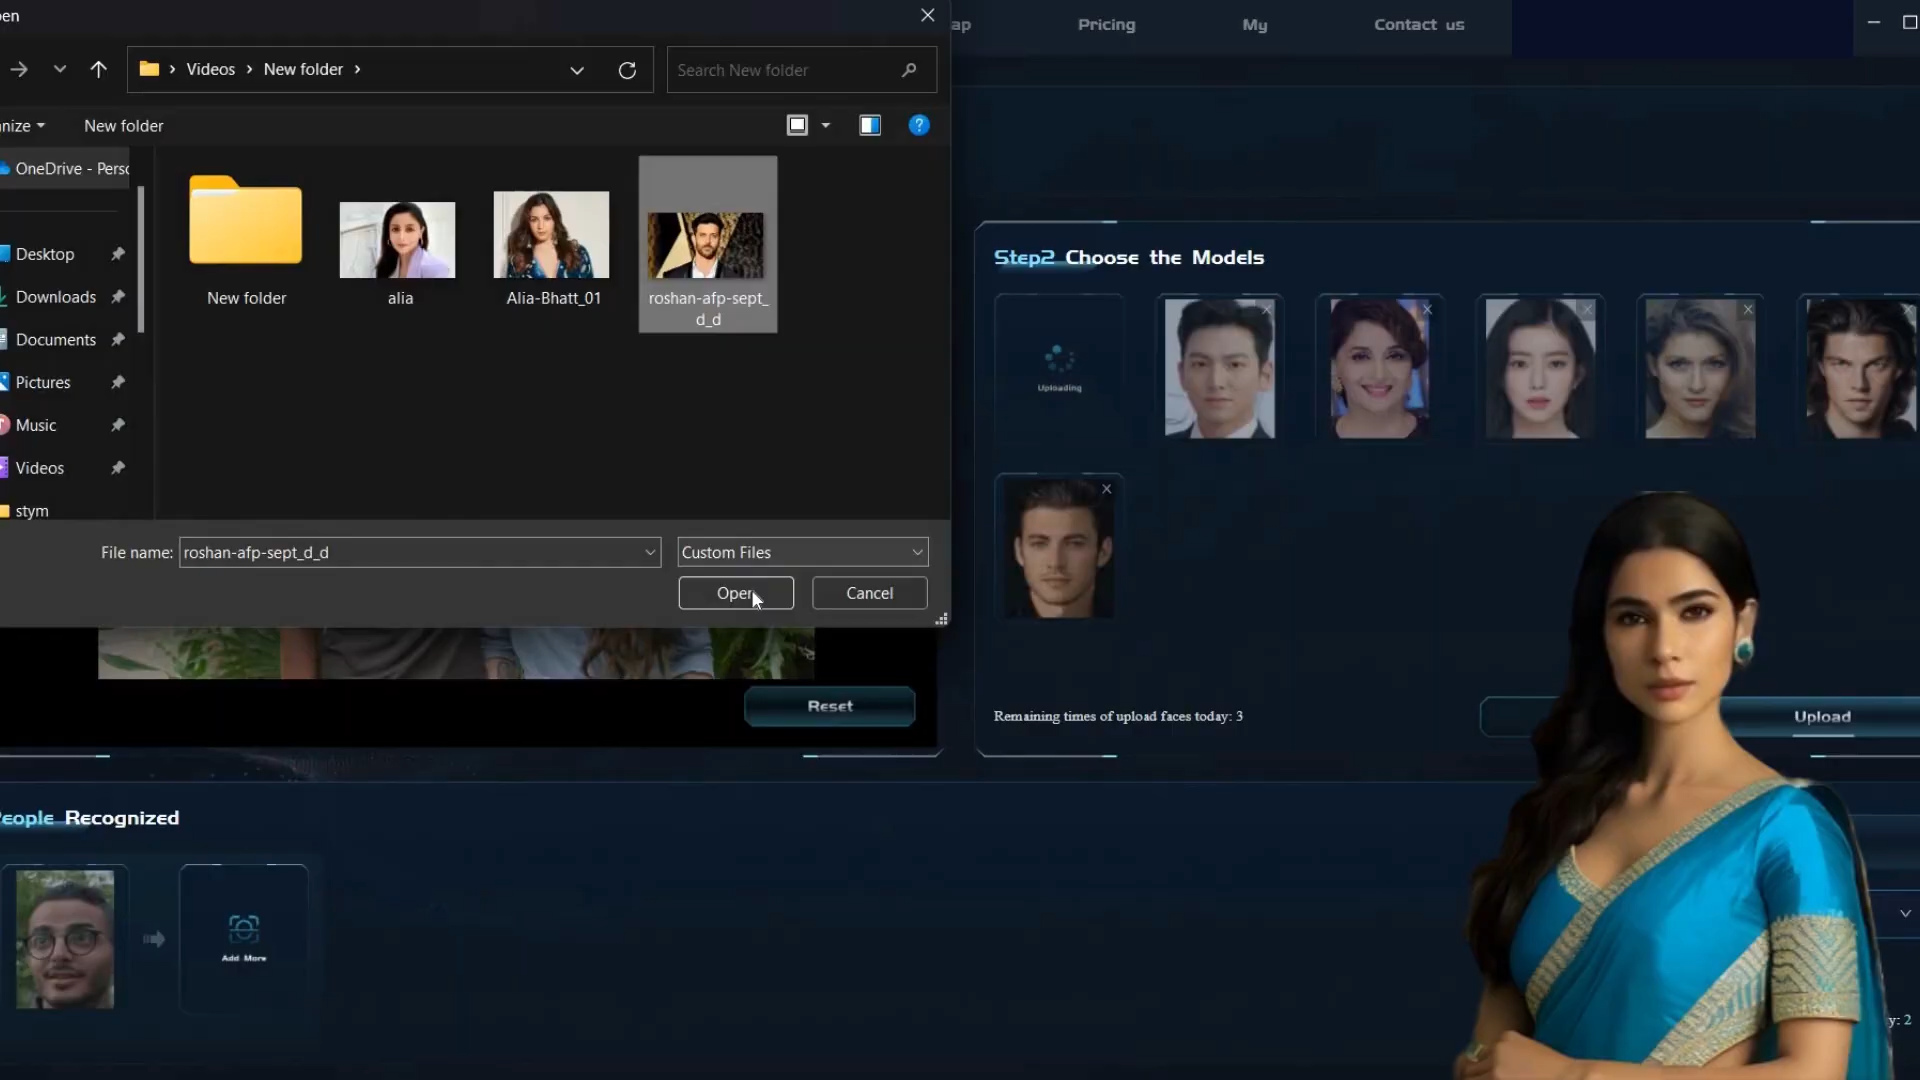 en
ap
Pricing
My
Contact us
Videos
New folder
Search New folder
nize
New folder
OneDrive - Perso
Desktop
Downloads
Documents
Pictures
Music
Videos
stym
New folder
alia
Alia-Bhatt_01
roshan-afp-sept_
d_d
File name:
roshan-afp-sept_d_d
Custom Files
Open
Cancel
Reset
Step2 Choose the Models
Uploading
Remaining times of upload faces today: 3
Upload
eople Recognized
Add More
y: 2